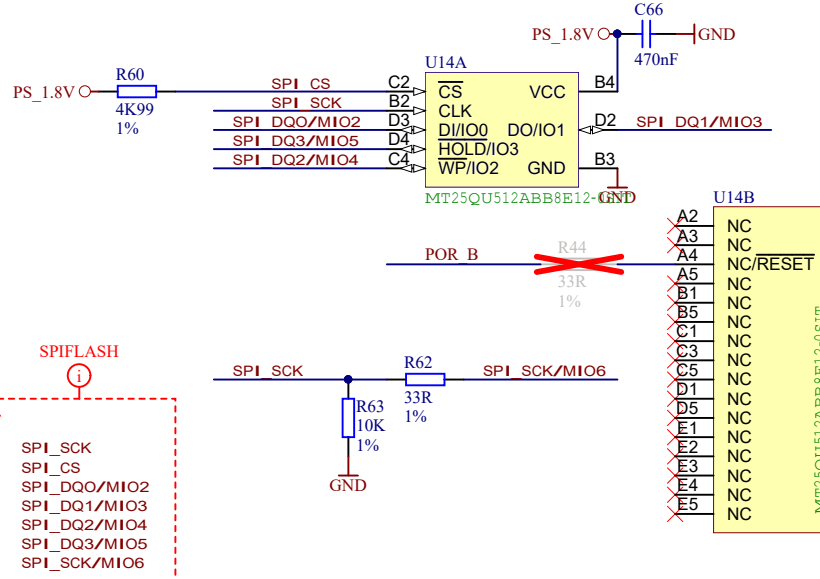 C66
PS_1.8V
GND
470nF
U14A
R60
PS_1.8V
4K99
1%
SPI_CS
C2
CS
VCC
B4
SPI_SCK
B2
CLK
SPI_DQ0/MIO2
D3
DI/IO0
DO/IO1
D2
SPI_DQ1/MIO3
SPI_DQ3/MIO5
D4
HOLD/IO3
SPI_DQ2/MIO4
C4
WP/IO2
GND
B3
GND
MT25QU512ABB8E12-0SIT
U14B
A2
NC
A3
NC
POR_B
R44
33R
1%
A4
NC/RESET
A5
NC
B1
NC
B5
NC
C1
NC
C3
NC
C5
NC
D1
NC
D5
NC
E1
NC
E2
NC
E3
NC
E4
NC
E5
NC
MT25QU512ABB8E12-0SIT
SPI_SCK
R62
33R
1%
SPI_SCK/MIO6
R63
10K
1%
GND
SPIFLASH
i
SPI_SCK
SPI_CS
SPI_DQ0/MIO2
SPI_DQ1/MIO3
SPI_DQ2/MIO4
SPI_DQ3/MIO5
SPI_SCK/MIO6